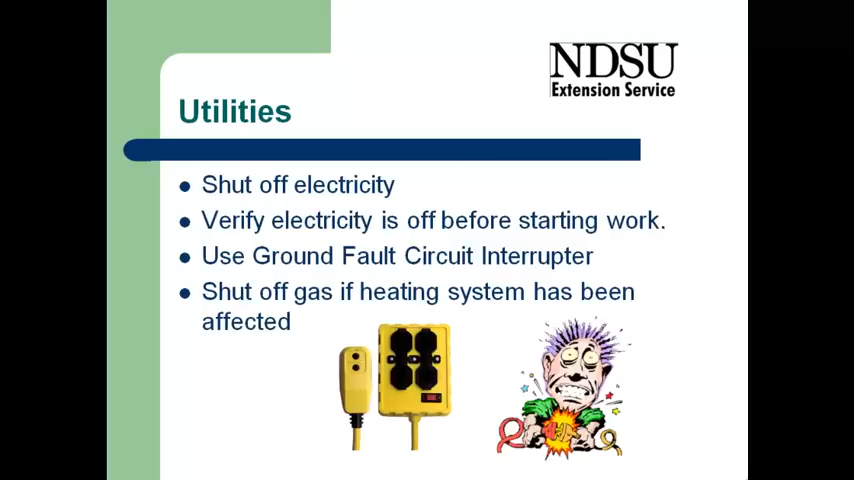 NDSU
Extension Service
Utilities
Shut off electricity
Verify electricity is off before starting work.
Use Ground Fault Circuit Interrupter
Shut off gas if heating system has been
affected